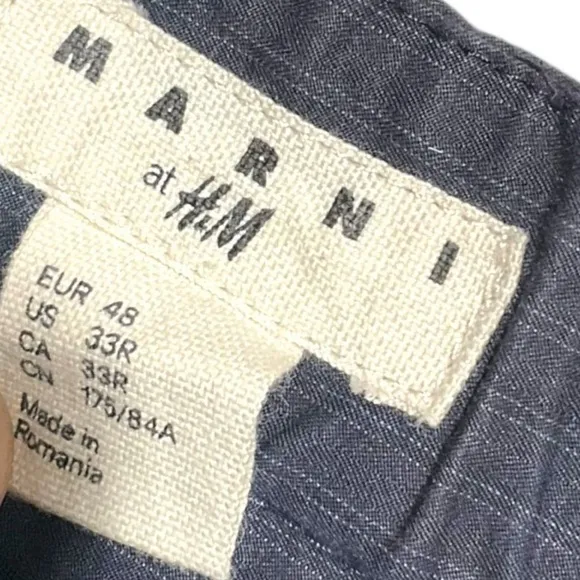 MARNI
at H&M
EUR 48
US 33R
CA 33R
CN 175/84A
Made in
Romania